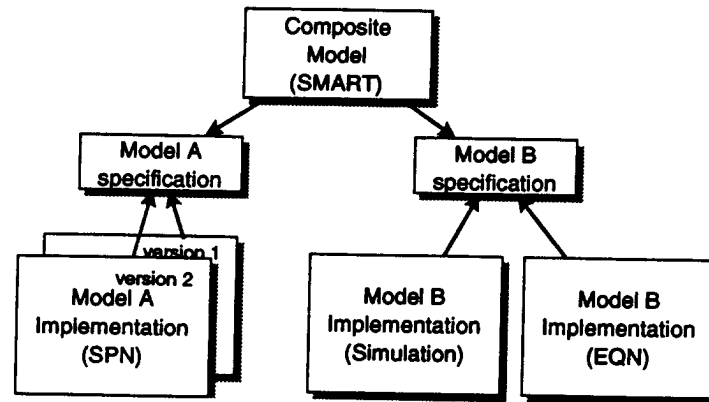 Composite
Model
(SMART)
Model A
specification
Model B
specification
version 1
version 2
Model A
Implementation
(SPN)
Model B
Implementation
(Simulation)
Model B
Implementation
(EQN)